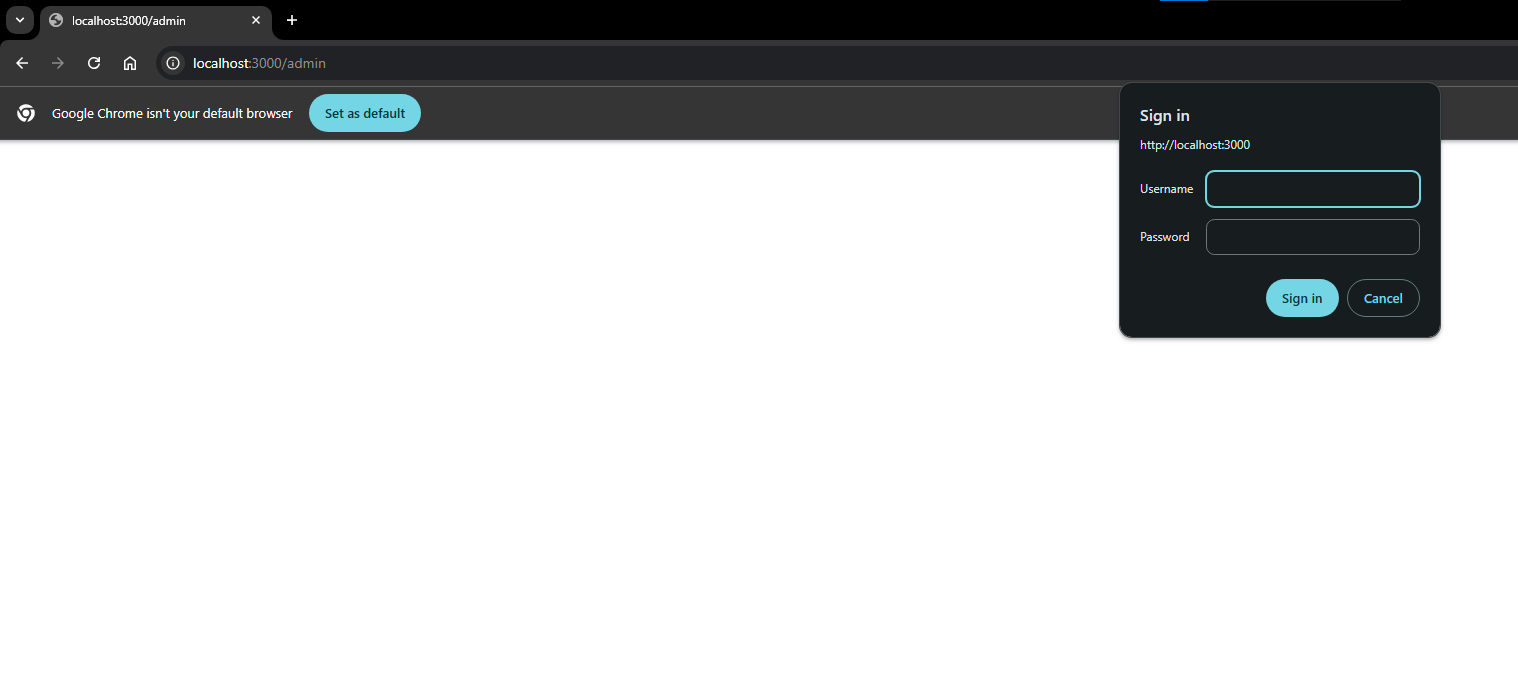 localhost:3000/admin
localhost:3000/admin
Google Chrome isn't your default browser
Set as default
Sign in
http://localhost:3000
Username
Password
Sign in
Cancel